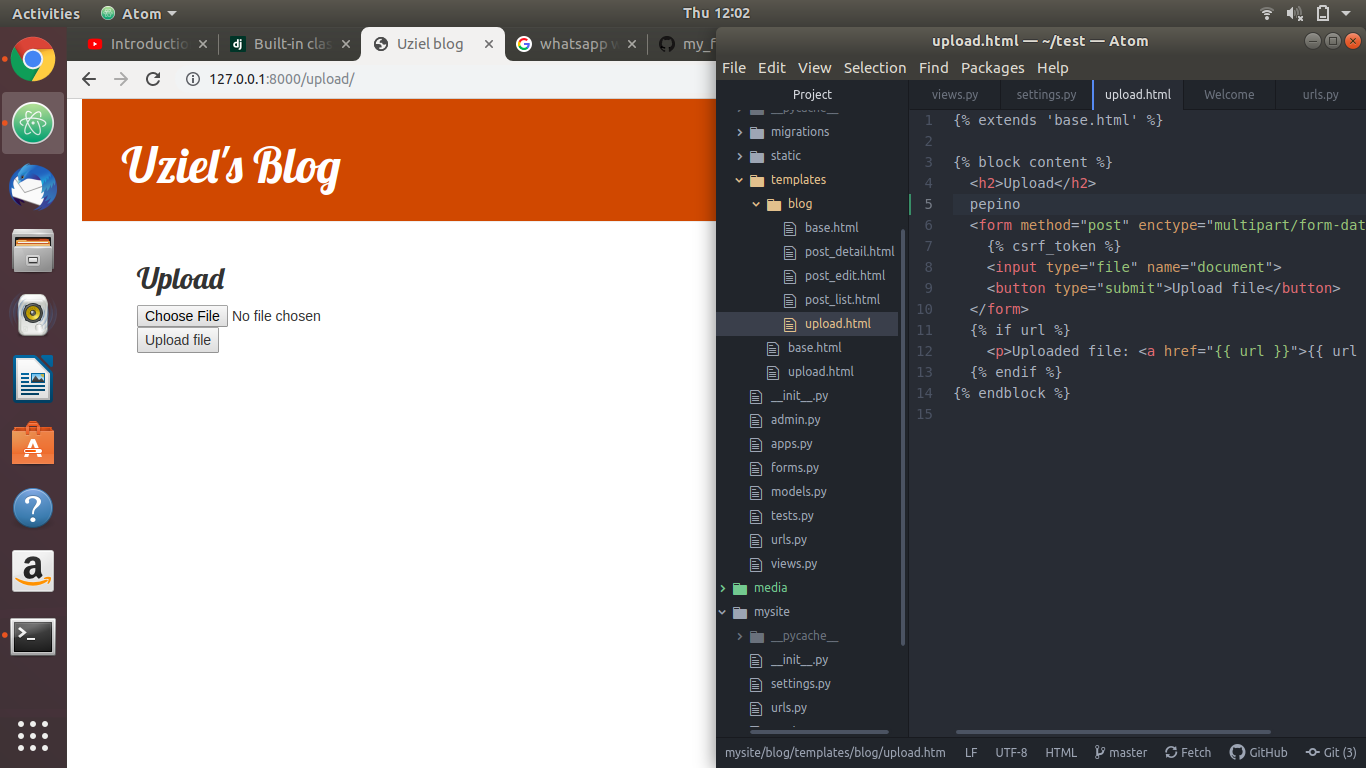 Activities Atom Thu 12:02
Introductio Built-in clas Uziel blog whatsapp w my_f
127.0.0.1:8000/upload/
Uziel's Blog
Upload
Choose File No file chosen
Upload file
upload.html — ~/test — Atom
File Edit View Selection Find Packages Help
Project
__pycache__
migrations
static
templates
blog
base.html
post_detail.html
post_edit.html
post_list.html
upload.html
base.html
upload.html
__init__.py
admin.py
apps.py
forms.py
models.py
tests.py
urls.py
views.py
media
mysite
__pycache__
__init__.py
settings.py
urls.py
views.py settings.py upload.html Welcome urls.py
1 {% extends 'base.html' %}
2
3 {% block content %}
4 <h2>Upload</h2>
5 pepino
6 <form method="post" enctype="multipart/form-dat
7 {% csrf_token %}
8 <input type="file" name="document">
9 <button type="submit">Upload file</button>
10 </form>
11 {% if url %}
12 <p>Uploaded file: <a href="{{ url }}">{{ url
13 {% endif %}
14 {% endblock %}
15
mysite/blog/templates/blog/upload.htm LF UTF-8 HTML master Fetch GitHub Git (3)